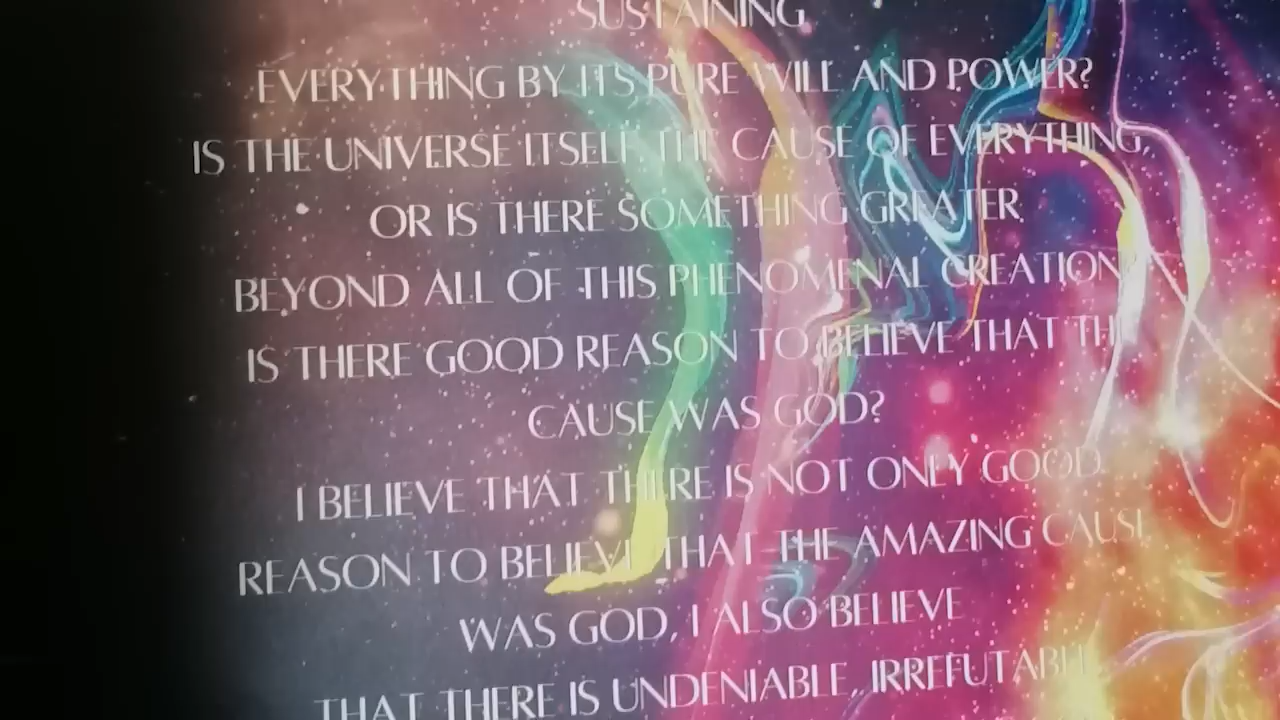 SUSTAINING
EVERYTHING BY ITS PURE WILL AND POWER?
IS THE UNIVERSE ITSELF THE CAUSE OF EVERYTHING,
OR IS THERE SOMETHING GREATER
BEYOND ALL OF THIS PHENOMENAL CREATION?
IS THERE GOOD REASON TO BELIEVE THAT THE
CAUSE WAS GOD?
I BELIEVE THAT THERE IS NOT ONLY GOOD
REASON TO BELIEVE THAT THE AMAZING CAUSE
WAS GOD, I ALSO BELIEVE
THAT THERE IS UNDENIABLE, IRREFUTABLE